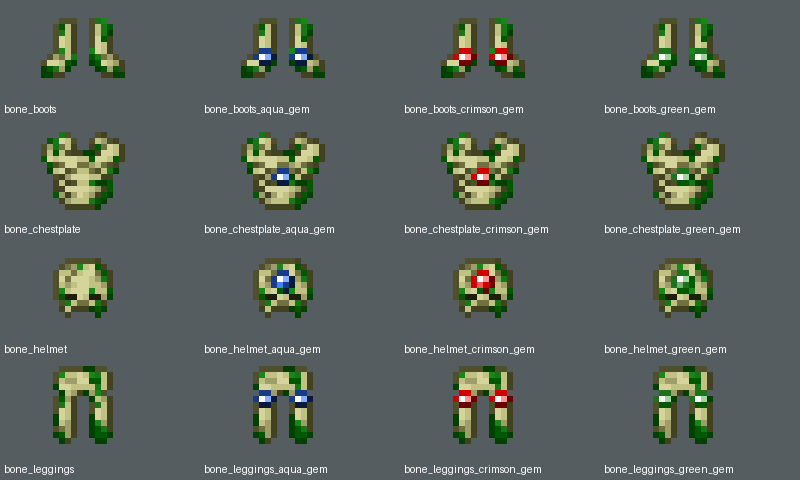 bone_boots
bone_boots_aqua_gem
bone_boots_crimson_gem
bone_boots_green_gem
bone_chestplate
bone_chestplate_aqua_gem
bone_chestplate_crimson_gem
bone_chestplate_green_gem
bone_helmet
bone_helmet_aqua_gem
bone_helmet_crimson_gem
bone_helmet_green_gem
bone_leggings
bone_leggings_aqua_gem
bone_leggings_crimson_gem
bone_leggings_green_gem